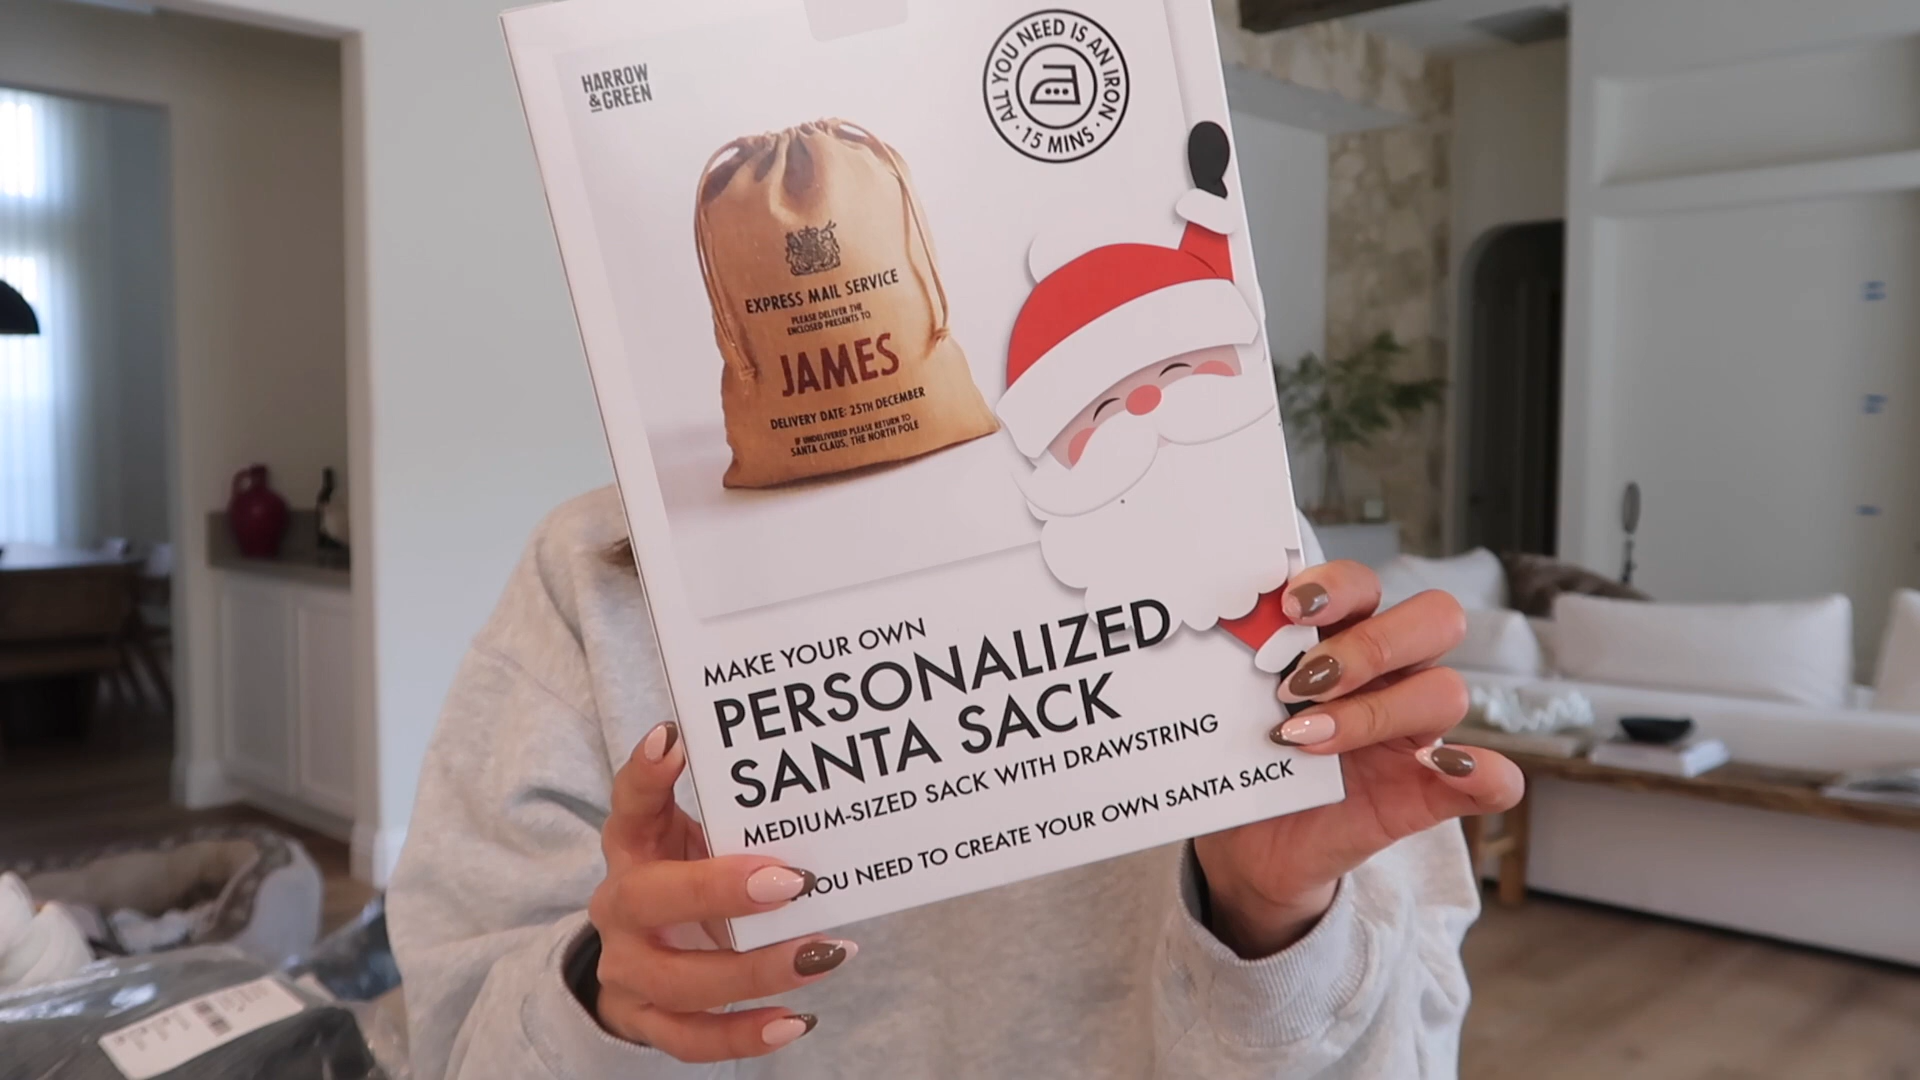 HARROW
&GREEN
ALL YOU NEED IS AN IRON
· 15 MINS ·
EXPRESS MAIL SERVICE
PLEASE DELIVER THE
ENCLOSED PRESENTS TO
JAMES
DELIVERY DATE: 25TH DECEMBER
IF UNDELIVERED PLEASE RETURN TO
SANTA CLAUS, THE NORTH POLE
MAKE YOUR OWN
PERSONALIZED
SANTA SACK
MEDIUM-SIZED SACK WITH DRAWSTRING
YOU NEED TO CREATE YOUR OWN SANTA SACK